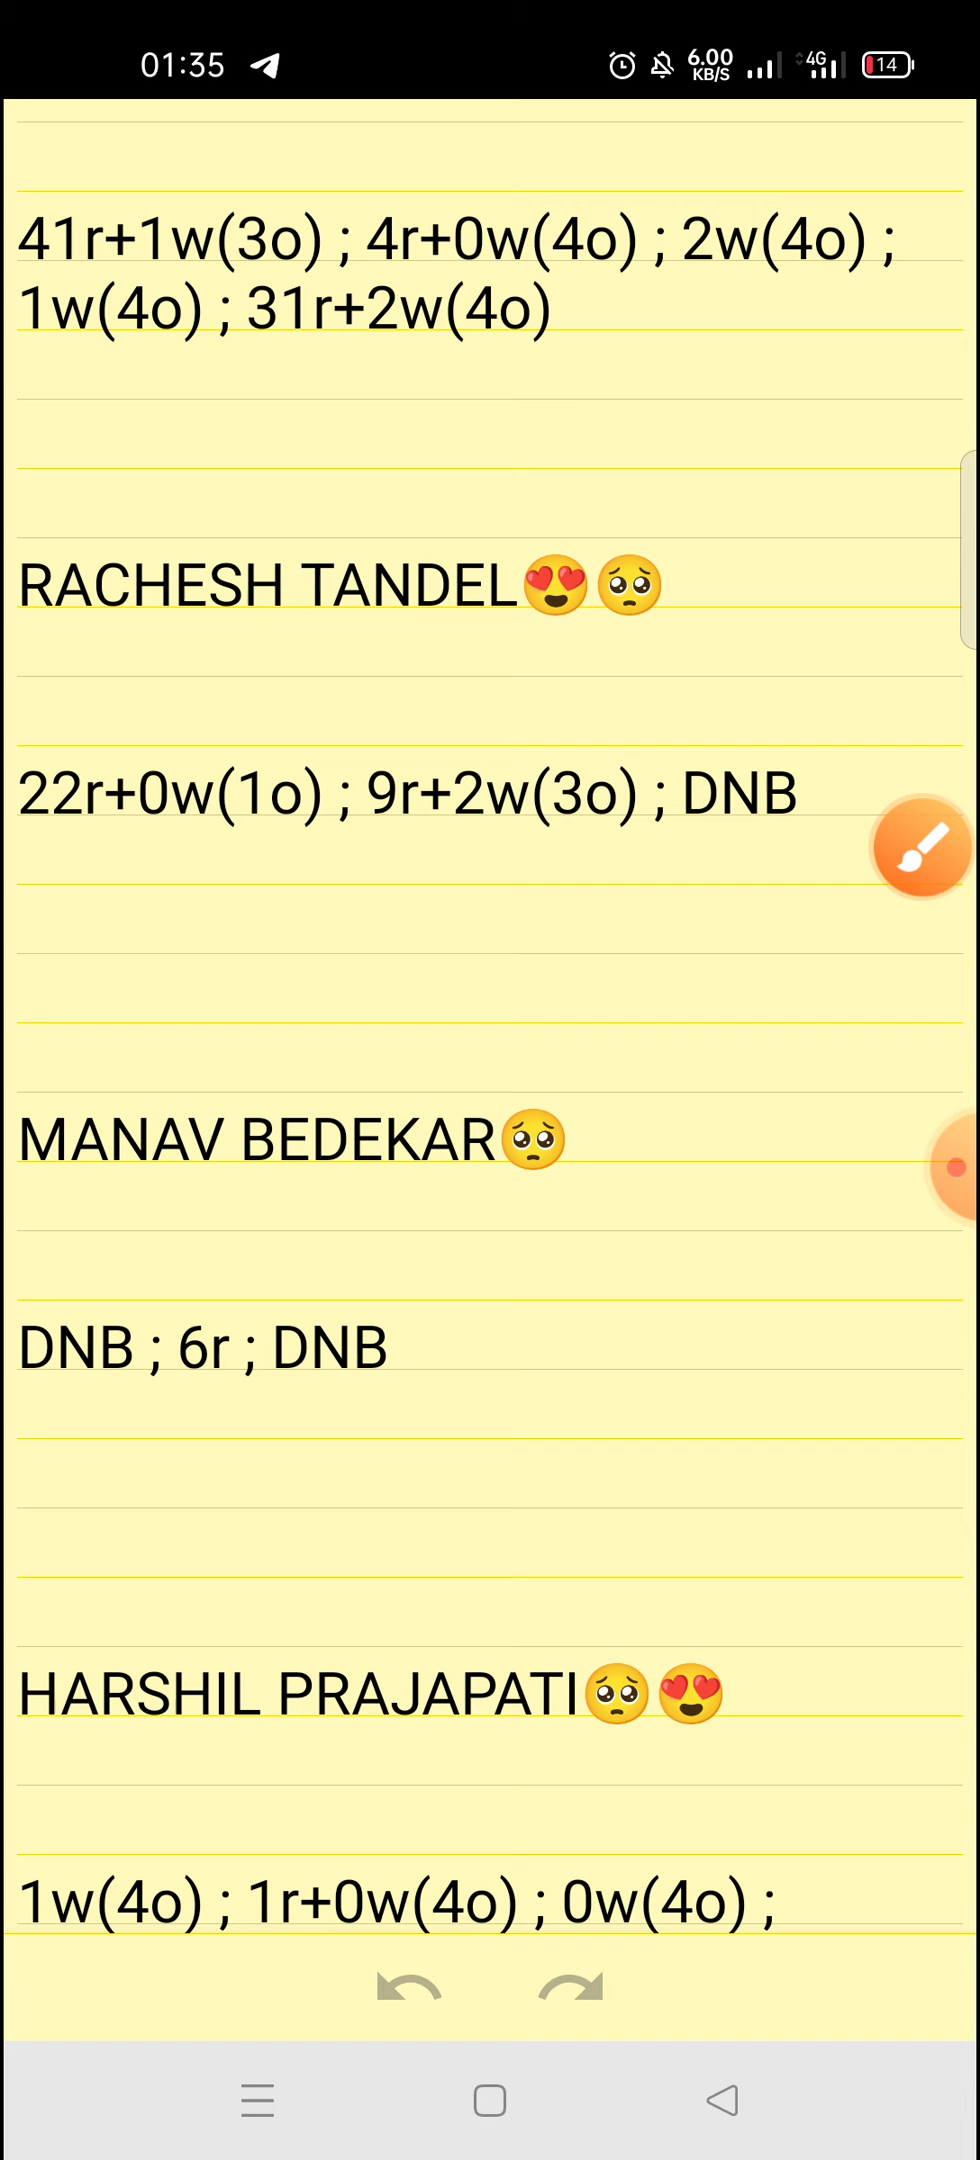 01:35 6.00 KB/S 4G 14
41r+1w(3o) ; 4r+0w(4o) ; 2w(4o) ;
1w(4o) ; 31r+2w(4o)
RACHESH TANDEL😍🥺
22r+0w(1o) ; 9r+2w(3o) ; DNB
MANAV BEDEKAR🥺
DNB ; 6r ; DNB
HARSHIL PRAJAPATI🥺😍
1w(4o) ; 1r+0w(4o) ; 0w(4o) ;